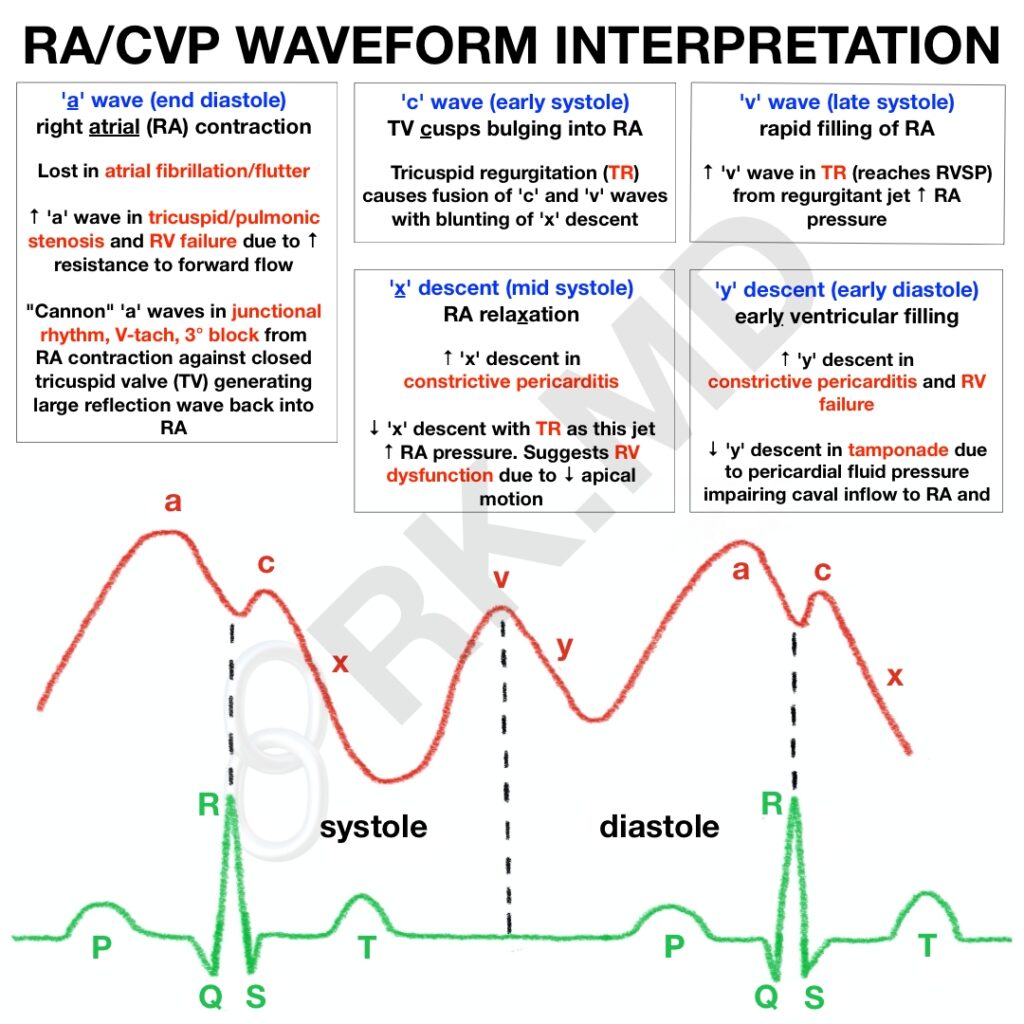 RA/CVP WAVEFORM INTERPRETATION
'a' wave (end diastole)
right atrial (RA) contraction
Lost in atrial fibrillation/flutter
↑ 'a' wave in tricuspid/pulmonic
stenosis and RV failure due to ↑
resistance to forward flow
"Cannon" 'a' waves in junctional
rhythm, V-tach, 3° block from
RA contraction against closed
tricuspid valve (TV) generating
large reflection wave back into
RA
'c' wave (early systole)
TV cusps bulging into RA
Tricuspid regurgitation (TR)
causes fusion of 'c' and 'v' waves
with blunting of 'x' descent
'v' wave (late systole)
rapid filling of RA
↑ 'v' wave in TR (reaches RVSP)
from regurgitant jet ↑ RA
pressure
'x' descent (mid systole)
RA relaxation
↑ 'x' descent in
constrictive pericarditis
↓ 'x' descent with TR as this jet
↑ RA pressure. Suggests RV
dysfunction due to ↓ apical
motion
'y' descent (early diastole)
early ventricular filling
↑ 'y' descent in
constrictive pericarditis and RV
failure
↓ 'y' descent in tamponade due
to pericardial fluid pressure
impairing caval inflow to RA and
RK.MD
a
c
x
v
y
a
c
x
R
systole
diastole
R
P
T
P
T
Q
S
Q
S